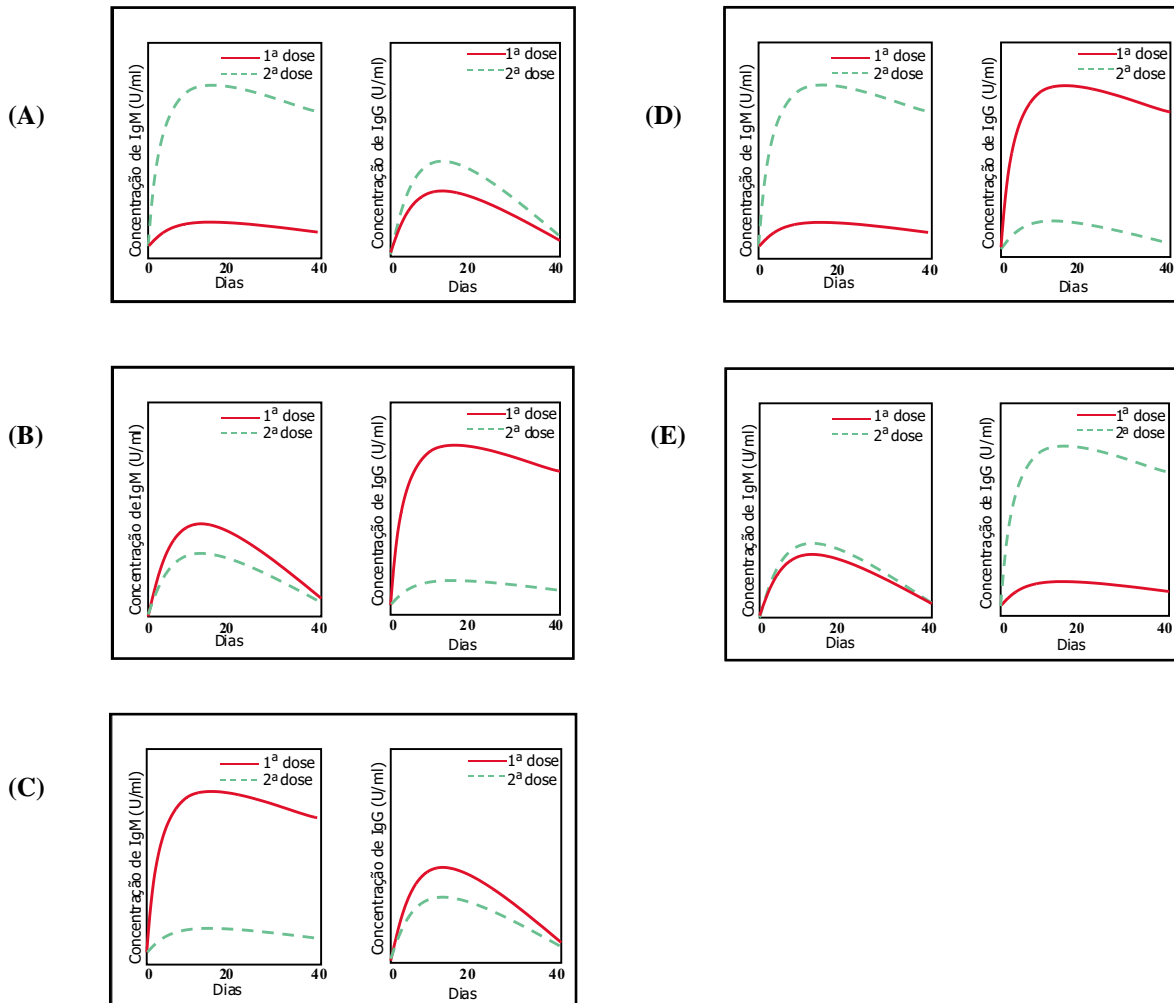 (A)
Concentração de IgM (U/ml)
1ª dose
2ª dose
0 20 40
Dias
Concentração de IgG (U/ml)
1ª dose
2ª dose
0 20 40
Dias
(D)
Concentração de IgM (U/ml)
1ª dose
2ª dose
0 20 40
Dias
Concentração de IgG (U/ml)
1ª dose
2ª dose
0 20 40
Dias
(B)
Concentração de IgM (U/ml)
1ª dose
2ª dose
0 20 40
Dias
Concentração de IgG (U/ml)
1ª dose
2ª dose
0 20 40
Dias
(E)
Concentração de IgM (U/ml)
1ª dose
2ª dose
0 20 40
Dias
Concentração de IgG (U/ml)
1ª dose
2ª dose
0 20 40
Dias
(C)
Concentração de IgM (U/ml)
1ª dose
2ª dose
0 20 40
Dias
Concentração de IgG (U/ml)
1ª dose
2ª dose
0 20 40
Dias